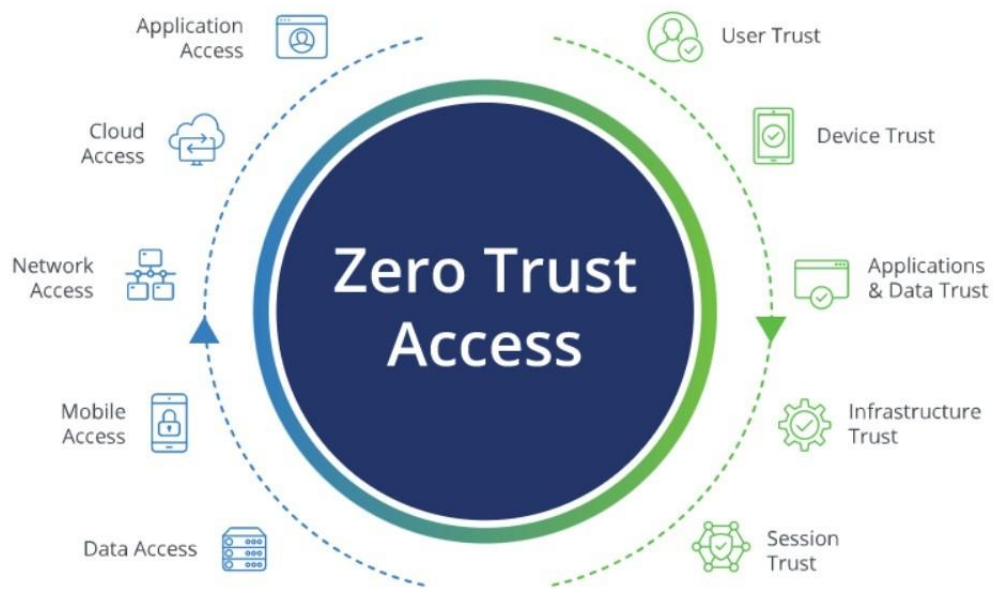 Application
Access
Cloud
Access
Network
Access
Mobile
Access
Data Access
Zero Trust
Access
User Trust
Device Trust
Applications
& Data Trust
Infrastructure
Trust
Session
Trust